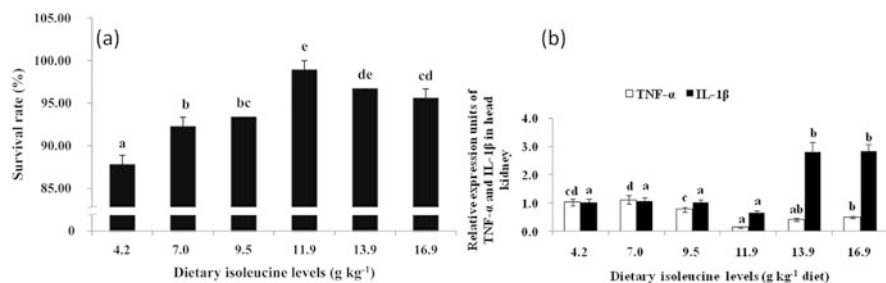 (a)
Survival rate (%)
105.00
100.00
95.00
90.00
85.00
0
a
b
bc
e
de
cd
4.2 7.0 9.5 11.9 13.9 16.9
Dietary isoleucine levels (g kg⁻¹)
(b)
TNF-α IL-1β
Relative expression units of
TNF-α and IL-1β in head
kidney
4.0
3.0
2.0
1.0
0.0
cd a d a c a a a ab b b b
4.2 7.0 9.5 11.9 13.9 16.9
Dietary isoleucine levels (g kg⁻¹ diet)